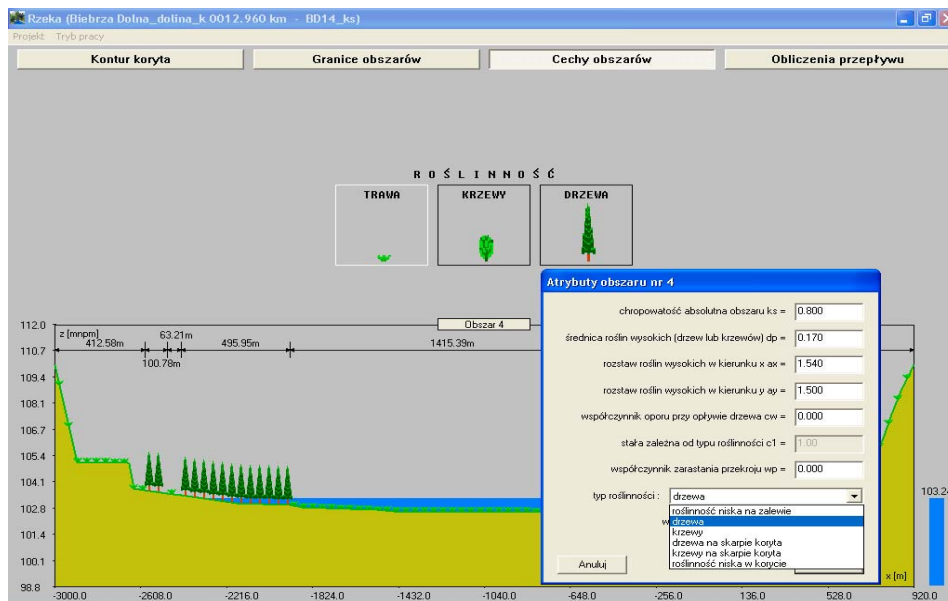 Rzeka (Biebrza Dolna_dolina_k 0012.960 km - BD14_ks)
Projekt Tryb pracy
Kontur koryta Granice obszarów Cechy obszarów Obliczenia przepływu
ROŚLINNOŚĆ
TRAWA KRZEWY DRZEWA
Atrybuty obszaru nr 4
chropowatość absolutna obszaru ks = 0.800
średnica roślin wysokich (drzew lub krzewów) dp = 0.170
rozstaw roślin wysokich w kierunku x ax = 1.540
rozstaw roślin wysokich w kierunku y ay = 1.500
współczynnik oporu przy opływie drzewa cw = 0.000
stała zależna od typu roślinności c1 = 1.00
współczynnik zarastania przekroju wp = 0.000
typ roślinności : drzewa
roślinność niska na zalewie
drzewa
krzewy
drzewa na skarpie koryta
krzewy na skarpie koryta
roślinność niska w korycie
w
Anuluj
Obszar 4
z [mnpm]
412.58m 63.21m 495.95m 1415.39m
100.78m
112.0
110.7
109.4
108.1
106.7
105.4
104.1
102.8
101.4
100.1
98.8
103.24
x [m]
-3000.0 -2608.0 -2216.0 -1824.0 -1432.0 -1040.0 -648.0 -256.0 136.0 528.0 920.0